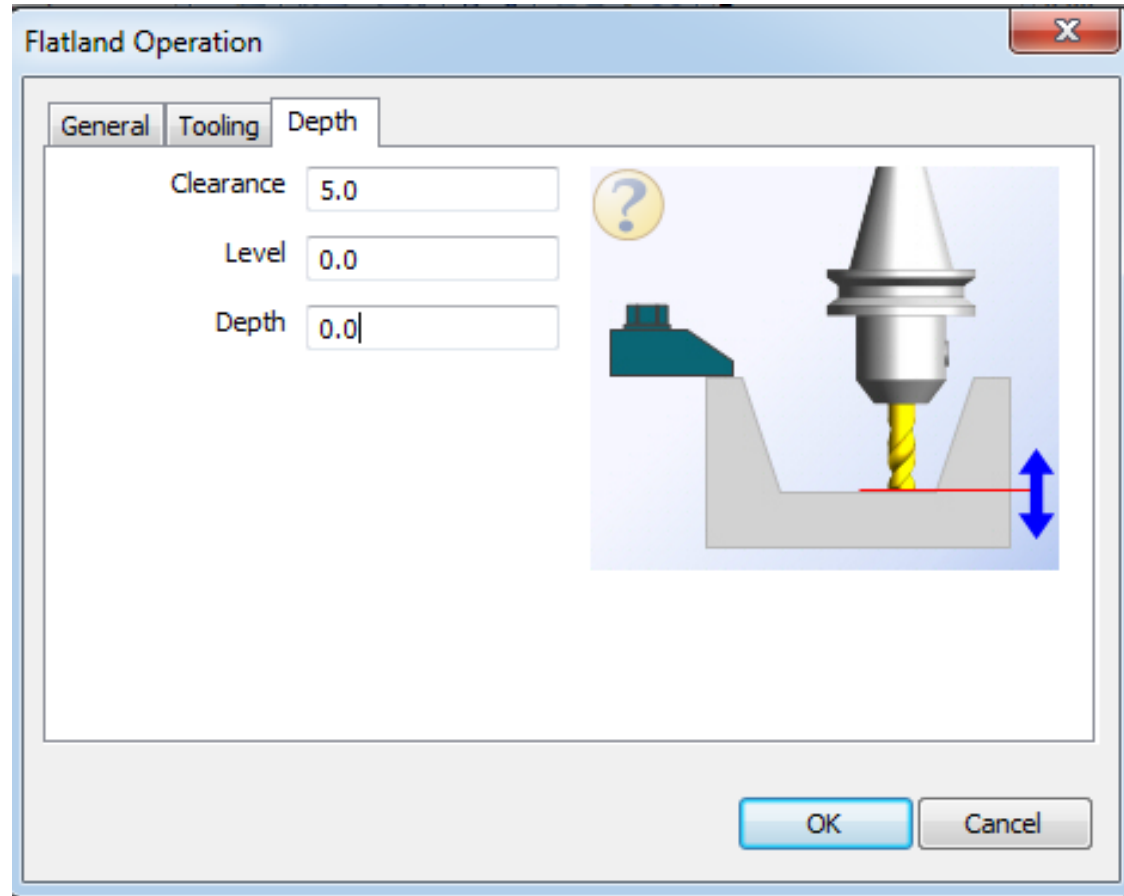 Flatland Operation
General Tooling Depth
Clearance 5.0
Level 0.0
Depth 0.0
?
OK Cancel